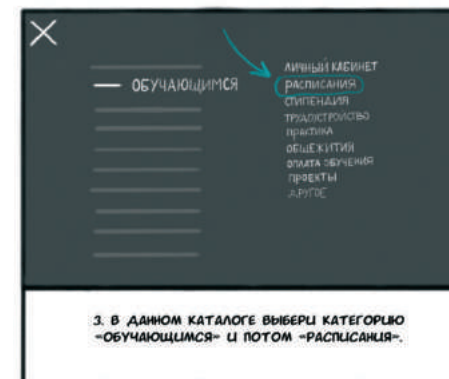 ОБУЧАЮЩИМСЯ
ЛИЧНЫЙ КАБИНЕТ
РАСПИСАНИЯ
СТИПЕНДИЯ
ТРУДОУСТРОЙСТВО
ПРАКТИКА
ОБЩЕЖИТИЯ
ОПЛАТА ОБУЧЕНИЯ
ПРОЕКТЫ
ДРУГОЕ
3. В ДАННОМ КАТАЛОГЕ ВЫБЕРИ КАТЕГОРИЮ
«ОБУЧАЮЩИМСЯ» И ПОТОМ «РАСПИСАНИЯ».